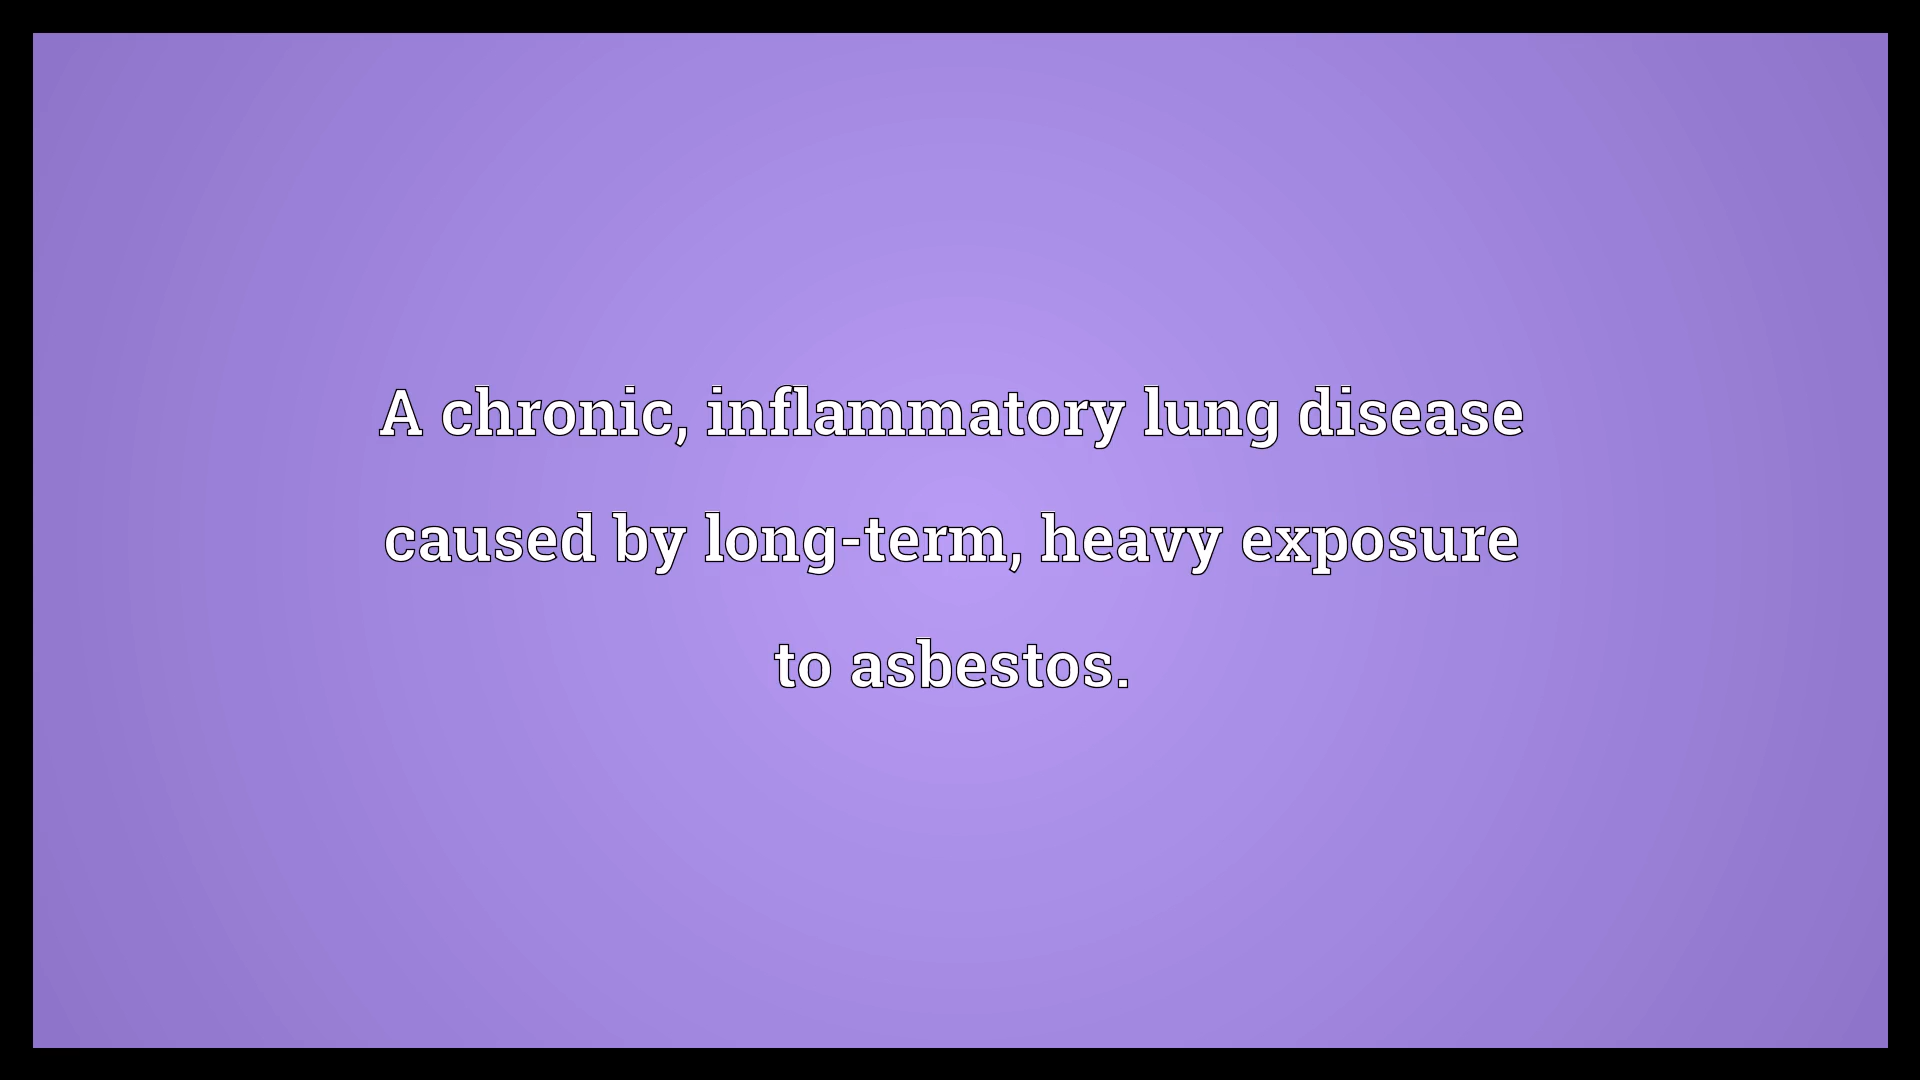 A chronic, inflammatory lung disease
caused by long-term, heavy exposure
to asbestos.